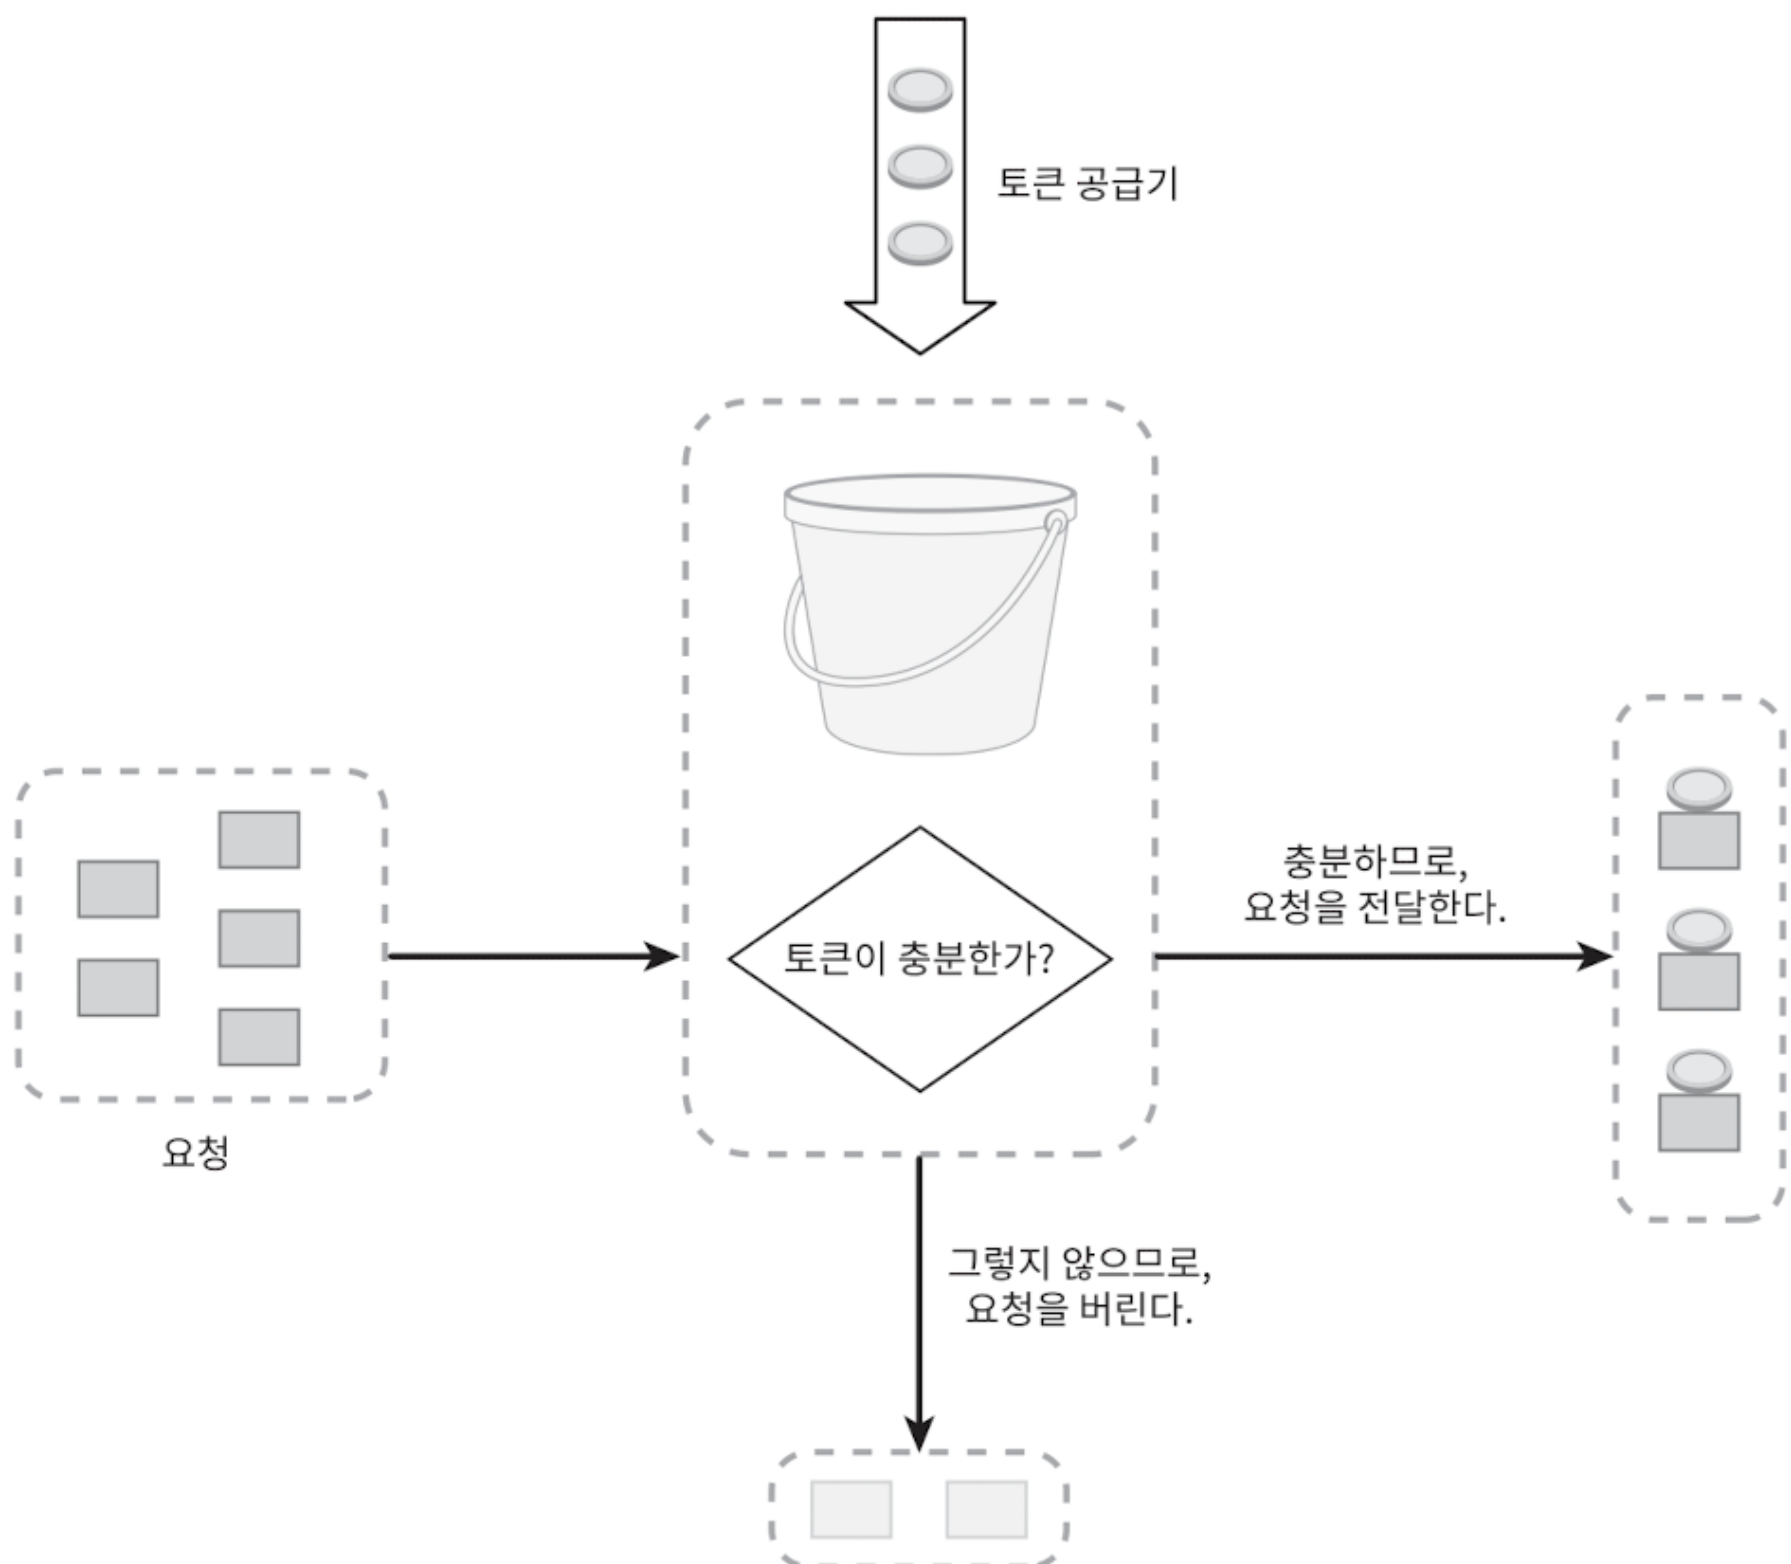 토큰 공급기
충분하므로,
요청을 전달한다.
토큰이 충분한가?
요청
그렇지 않으므로,
요청을 버린다.